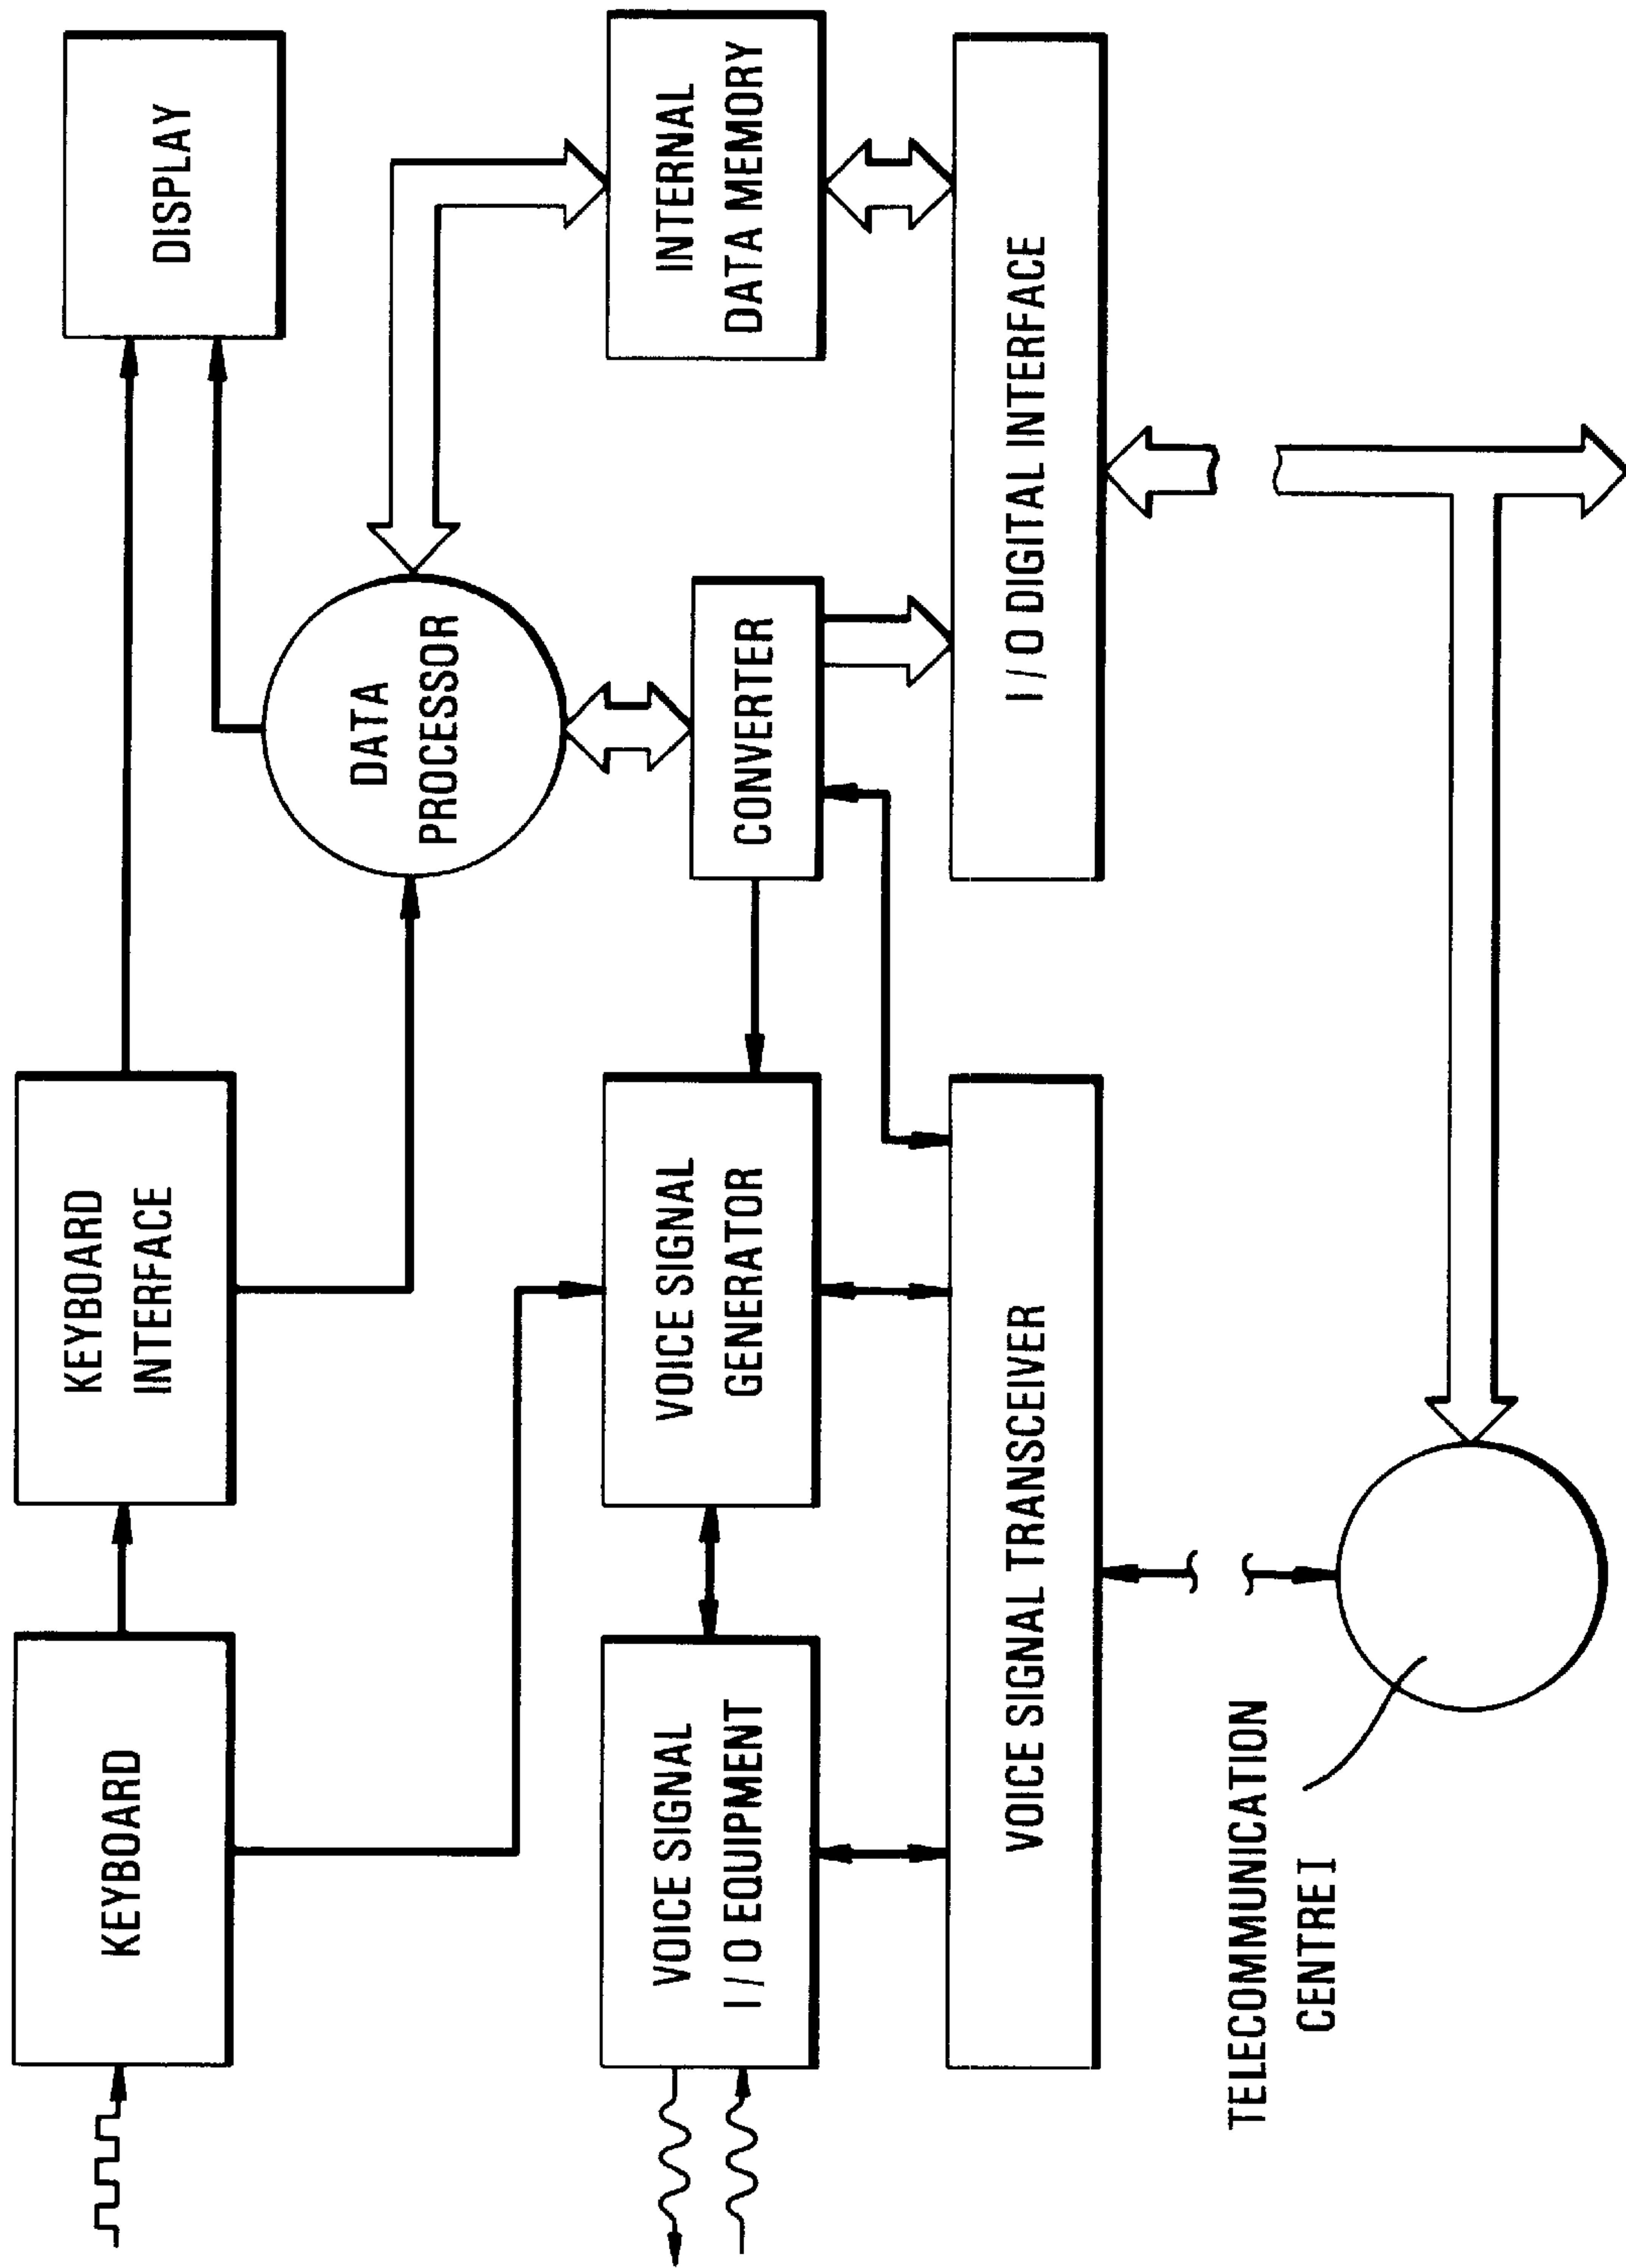 KEYBOARD
KEYBOARD
INTERFACE
DISPLAY
DATA
PROCESSOR
VOICE SIGNAL
I/O EQUIPMENT
VOICE SIGNAL
GENERATOR
CONVERTER
INTERNAL
DATA MEMORY
VOICE SIGNAL TRANSCEIVER
I/O DIGITAL INTERFACE
TELECOMMUNICATION
CENTRE I